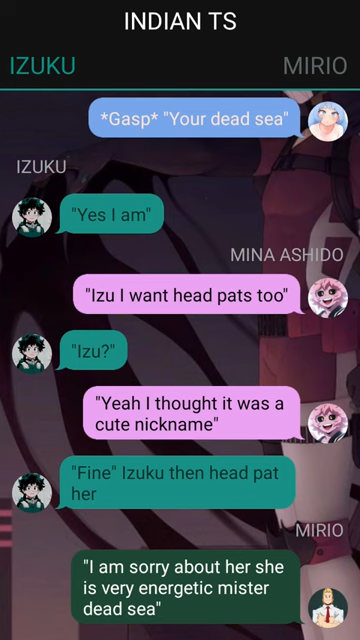 INDIAN TS
IZUKU
MIRIO
*Gasp* "Your dead sea"
IZUKU
"Yes I am"
MINA ASHIDO
"Izu I want head pats too"
"Izu?"
"Yeah I thought it was a
cute nickname"
"Fine" Izuku then head pat
her
MIRIO
"I am sorry about her she
is very energetic mister
dead sea"